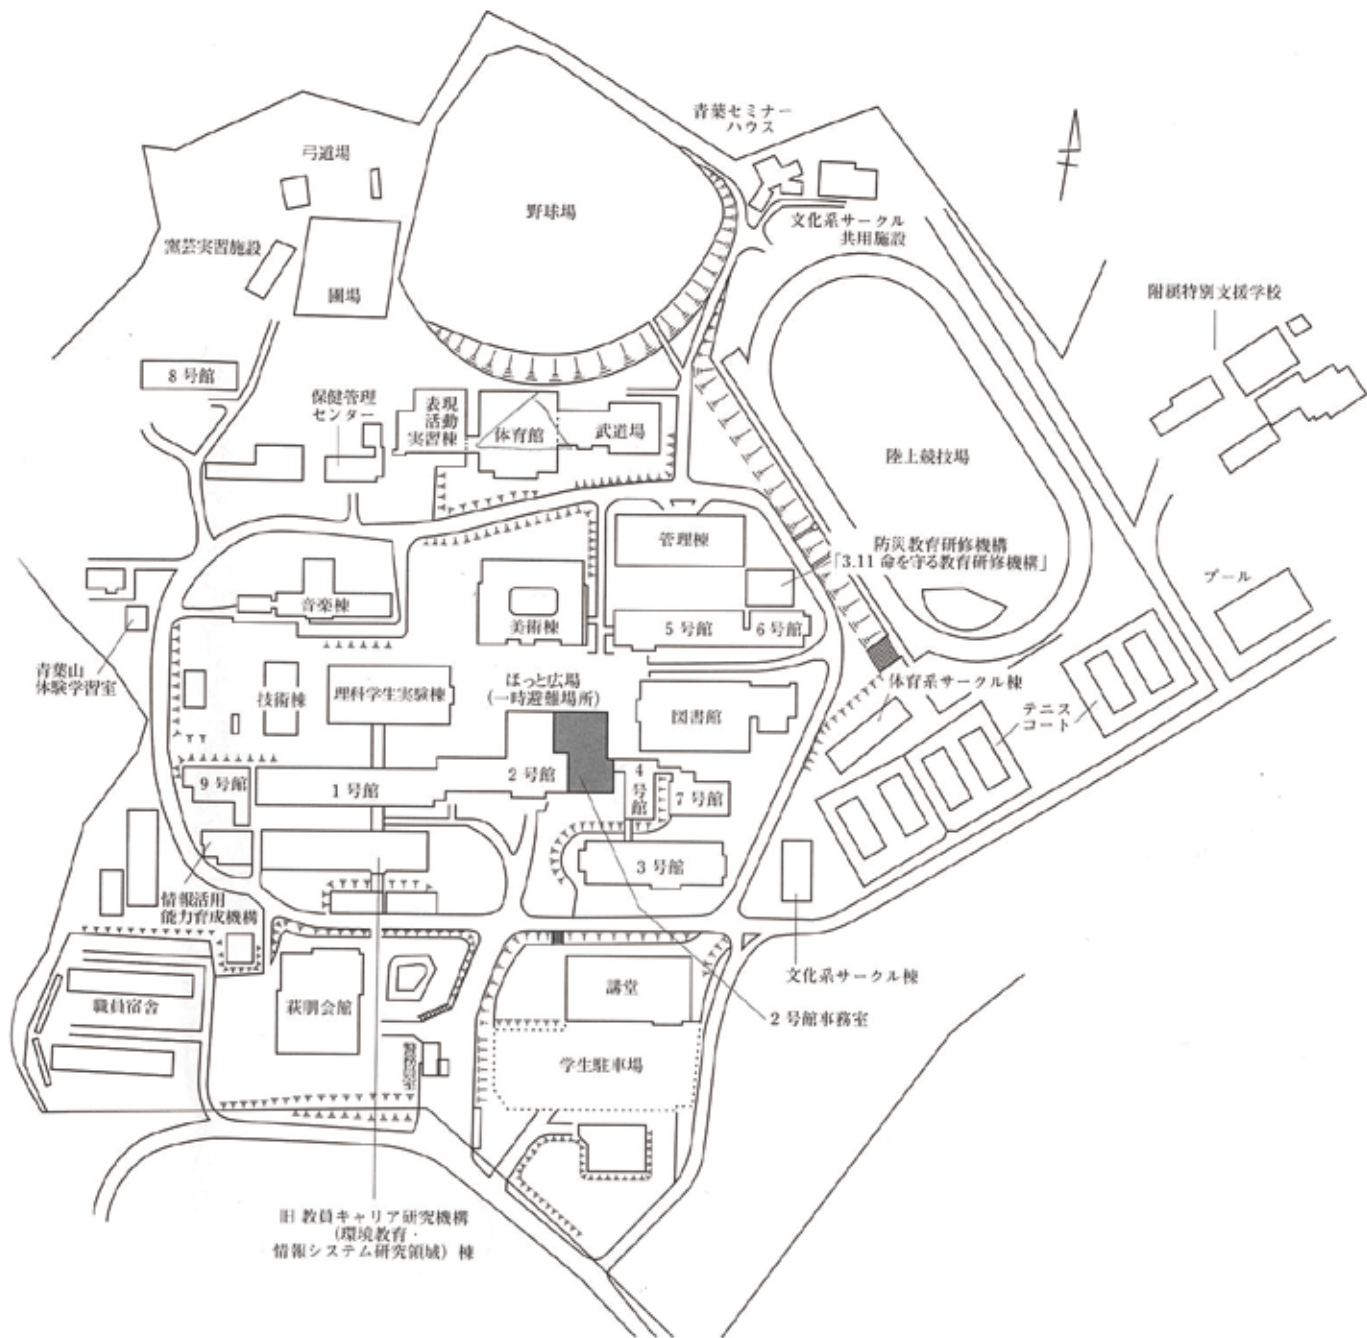 青葉セミナー
ハウス
弓道場
野球場
文化系サークル
共用施設
窯芸実習施設
圃場
附属特別支援学校
8号館
保健管理
センター
表現
活動
実習棟
体育館
武道場
陸上競技場
管理棟
防災教育研修機構
「3.11 命を守る教育研修機構」
プール
音楽棟
美術棟
5号館
6号館
青葉山
体験学習室
技術棟
理科学生実験棟
ほっと広場
(一時避難場所)
図書館
体育系サークル棟
テニス
コート
9号館
1号館
2号館
4
号
館
7号館
3号館
情報活用
能力育成機構
文化系サークル棟
職員宿舎
萩朋会館
講堂
2号館事務室
学生駐車場
旧 教員キャリア研究機構
(環境教育・
情報システム研究領域) 棟